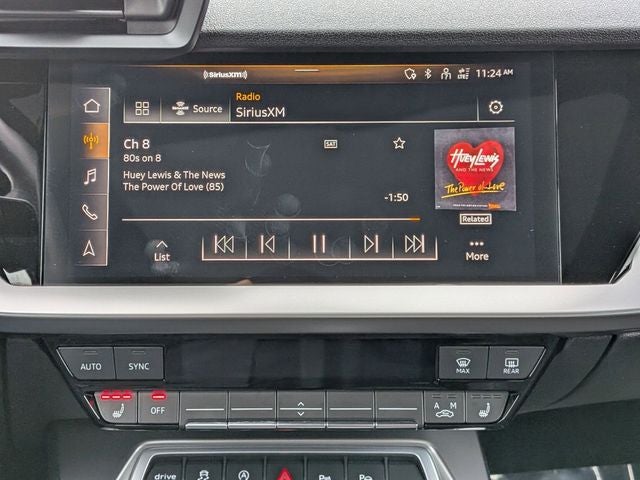 ((SiriusXM))
LTE
11:24 AM
Radio
Source
SiriusXM
Ch 8
SAT
80s on 8
Huey Lewis & The News
The Power Of Love (85)
-1:50
HUEY LEWIS
AND THE NEWS
The Power of Love
Related
List
More
AUTO
SYNC
MAX
REAR
OFF
A M
drive